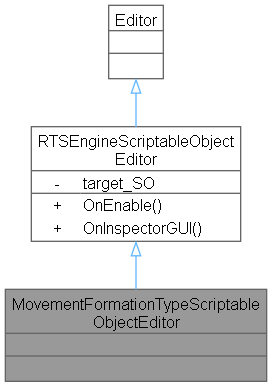 Editor
RTSEngineScriptableObject
Editor
- target_SO
+ OnEnable()
+ OnInspectorGUI()
MovementFormationTypeScriptable
ObjectEditor